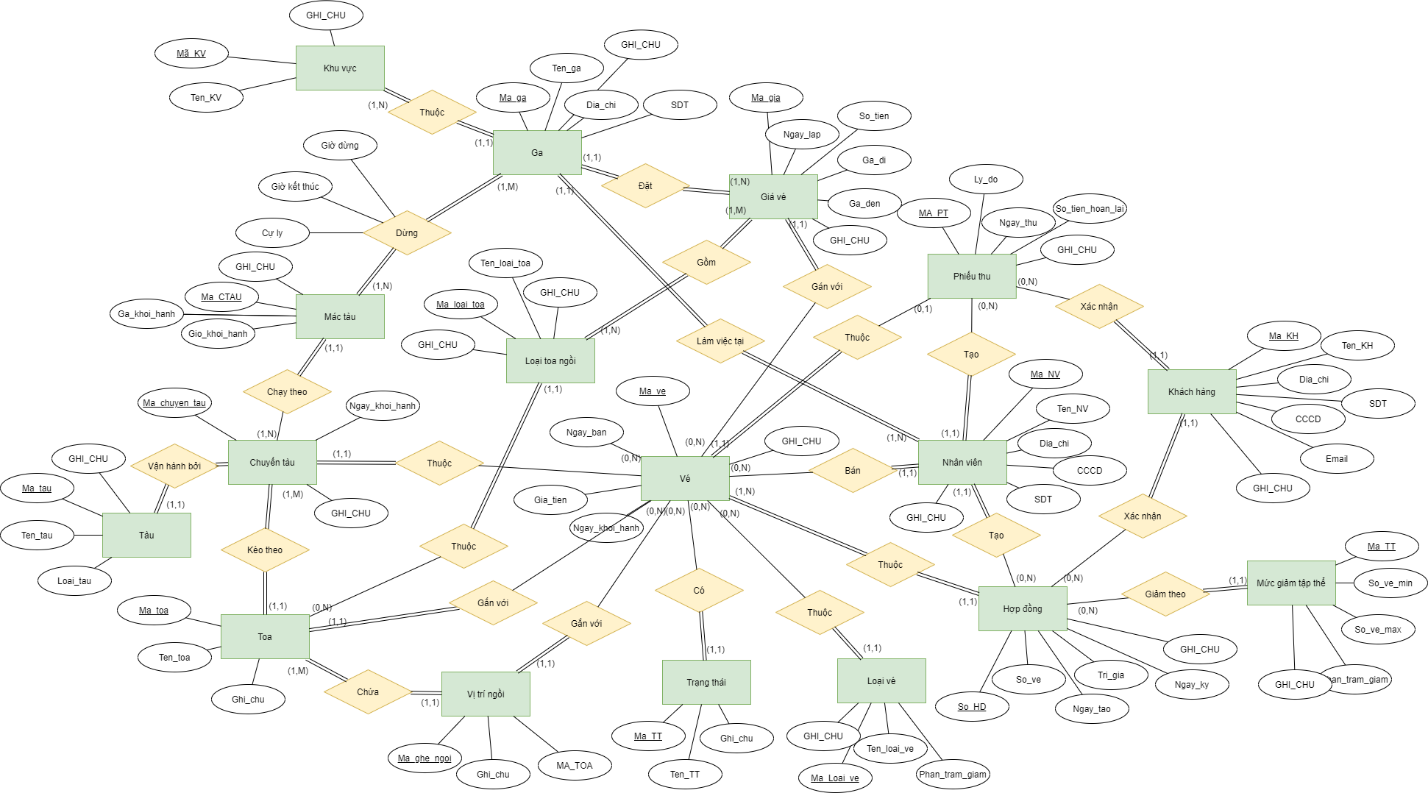 GHI_CHU
Mã_KV
Ten_KV
Khu vực
(1,N)
Thuộc
(1,1)
Ma_ga
Ten_ga
GHI_CHU
Dia_chi
SDT
Ga
(1,1)
(1,M)
(1,1)
Đặt
Ma_gia
Ngay_lap
So_tien
Ga_di
Ga_den
GHI_CHU
(1,N)
Giá vé
(1,M)
(1,1)
Giờ dừng
Giờ kết thúc
Cự ly
Dừng
(1,N)
GHI_CHU
Ma_CTAU
Ga_khoi_hanh
Gio_khoi_hanh
Mác tàu
(1,1)
Gồm
Gán với
Ten_loai_toa
Ma_loai_toa
GHI_CHU
GHI_CHU
(1,N)
Loại toa ngồi
(1,1)
Làm việc tại
Thuộc
(0,1)
Ly_do
MA_PT
Ngay_thu
So_tien_hoan_lai
GHI_CHU
Phiếu thu
(0,N)
(0,N)
Xác nhận
(1,1)
Tạo
Ma_KH
Ten_KH
Dia_chi
SDT
CCCD
Email
GHI_CHU
Khách hàng
(1,1)
Chạy theo
Ma_chuyen_tau
Ngay_khoi_hanh
(1,N)
Chuyến tàu
(1,1)
(1,M)
GHI_CHU
Vận hành bởi
(1,1)
GHI_CHU
Ma_tau
Ten_tau
Loai_tau
Tàu
Thuộc
Ma_ve
Ngay_ban
(0,N)
(0,N)
(1,1)
GHI_CHU
(0,N)
Vé
Gia_tien
Ngay_khoi_hanh
(0,N)
(0,N)
(0,N)
(0,N)
(1,N)
Bán
(1,1)
Ma_NV
Ten_NV
Dia_chi
CCCD
SDT
GHI_CHU
(1,N)
(1,1)
Nhân viên
(1,1)
Kéo theo
(1,1)
Thuộc
(0,N)
Gắn với
(1,1)
Gắn với
(1,1)
Có
(1,1)
Thuộc
(1,1)
Thuộc
(1,1)
Tạo
(0,N)
Xác nhận
(0,N)
Ma_toa
Ten_toa
Ghi_chu
Toa
(1,M)
Chứa
(1,1)
Vị trí ngồi
Ma_ghe_ngoi
Ghi_chu
MA_TOA
Trạng thái
Ma_TT
Ten_TT
Ghi_chu
Loại vé
GHI_CHU
Ma_Loai_ve
Ten_loai_ve
Phan_tram_giam
Hợp đồng
(0,N)
So_HD
So_ve
Ngay_tao
Tri_gia
Ngay_ky
GHI_CHU
Giảm theo
(1,1)
Mức giảm tập thể
Ma_TT
So_ve_min
So_ve_max
GHI_CHU